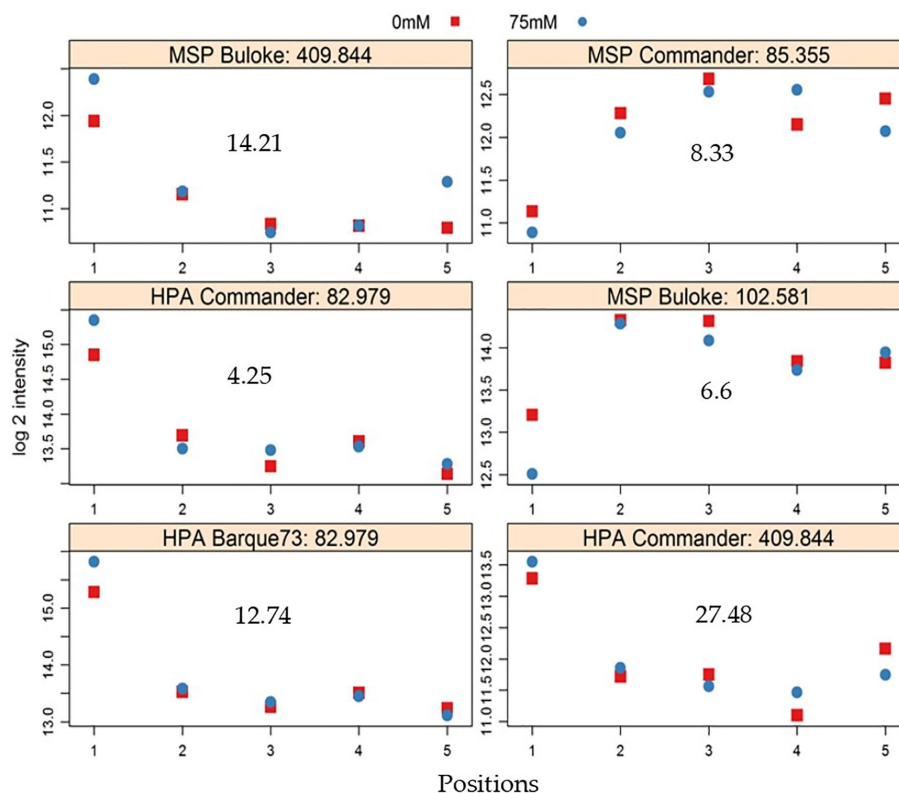 0mM 75mM
MSP Buloke: 409.844
12.0
11.5
11.0
14.21
1 2 3 4 5
MSP Commander: 85.355
12.5
12.0
11.5
11.0
8.33
1 2 3 4 5
HPA Commander: 82.979
15.0
14.5
14.0
13.5
4.25
1 2 3 4 5
MSP Buloke: 102.581
14.0
13.5
13.0
12.5
6.6
1 2 3 4 5
HPA Barque73: 82.979
15.0
14.0
13.0
12.74
1 2 3 4 5
HPA Commander: 409.844
13.5
13.0
12.5
12.0
11.5
11.0
27.48
1 2 3 4 5
log 2 intensity
Positions